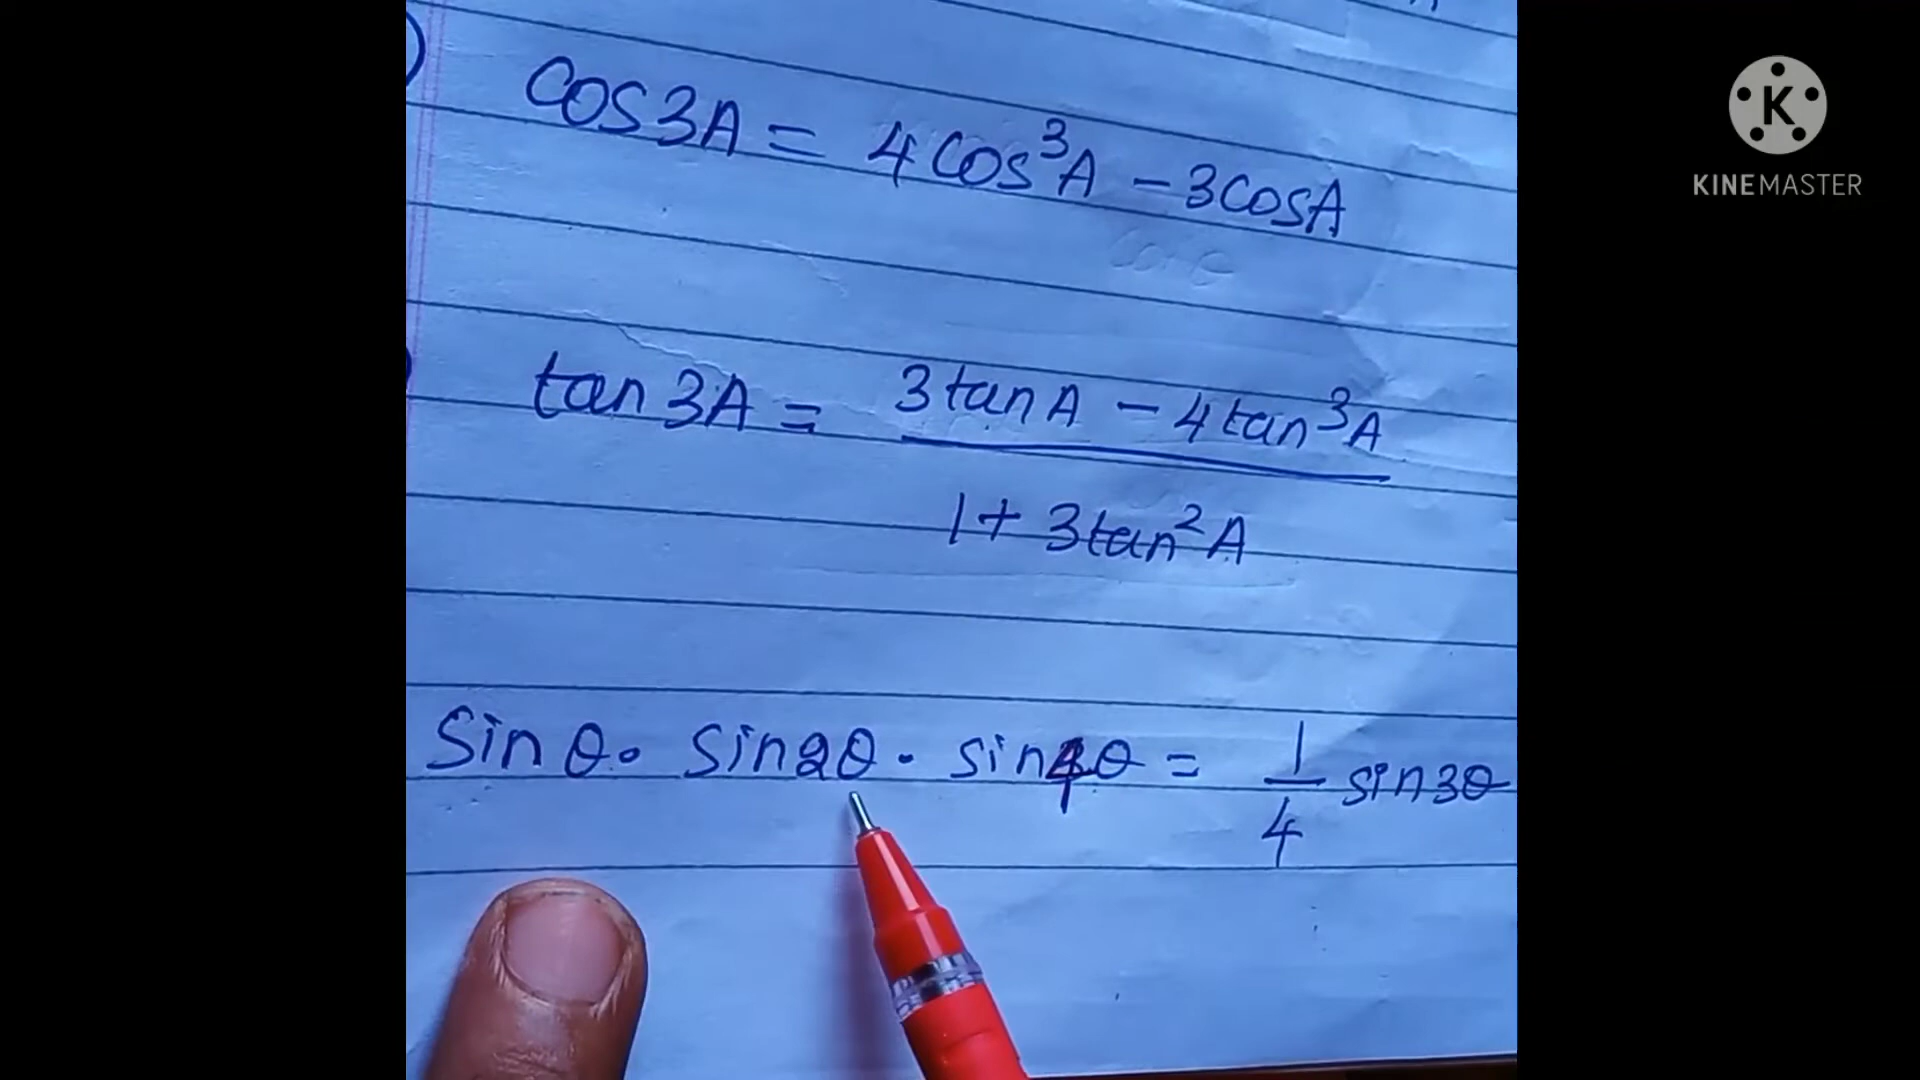 cos3A = 4cos³A - 3cosA
tan3A = 3tanA - 4tan³A
1 + 3tan²A
Sinθ. sin2θ. sin4θ = 1/4 sin3θ
K
KINEMASTER